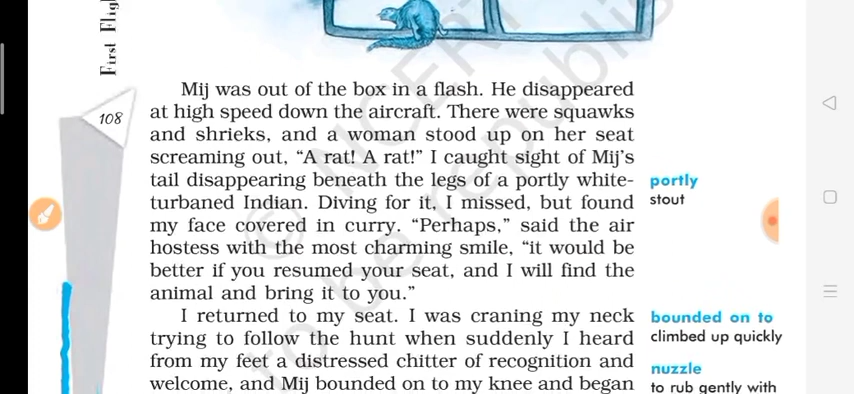 First Flig
108
Mij was out of the box in a flash. He disappeared
at high speed down the aircraft. There were squawks
and shrieks, and a woman stood up on her seat
screaming out, “A rat! A rat!” I caught sight of Mij’s
tail disappearing beneath the legs of a portly white-
turbaned Indian. Diving for it, I missed, but found
my face covered in curry. “Perhaps,” said the air
hostess with the most charming smile, “it would be
better if you resumed your seat, and I will find the
animal and bring it to you.”
I returned to my seat. I was craning my neck
trying to follow the hunt when suddenly I heard
from my feet a distressed chitter of recognition and
welcome, and Mij bounded on to my knee and began
portly
stout
bounded on to
climbed up quickly
nuzzle
to rub gently with
© NCERT
to be republis